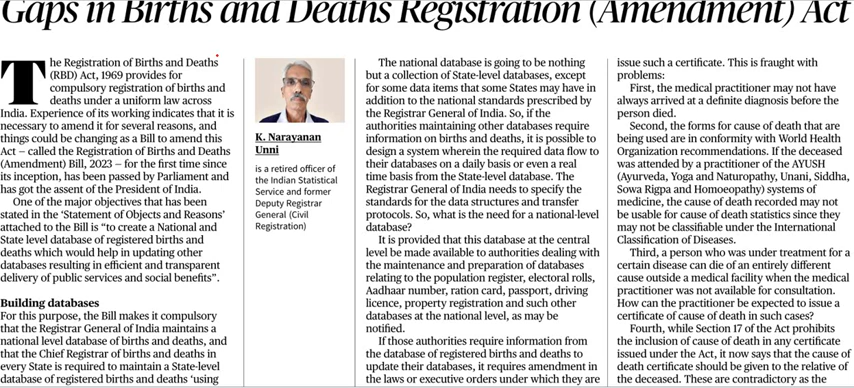 Gaps in Births and Deaths Registration (Amendment) Act
The Registration of Births and Deaths
(RBD) Act, 1969 provides for
compulsory registration of births and
deaths under a uniform law across
India. Experience of its working indicates that it is
necessary to amend it for several reasons, and
things could be changing as a Bill to amend this
Act — called the Registration of Births and Deaths
(Amendment) Bill, 2023 — for the first time since
its inception, has been passed by Parliament and
has got the assent of the President of India.
One of the major objectives that has been
stated in the ‘Statement of Objects and Reasons’
attached to the Bill is “to create a National and
State level database of registered births and
deaths which would help in updating other
databases resulting in efficient and transparent
delivery of public services and social benefits”.
Building databases
For this purpose, the Bill makes it compulsory
that the Registrar General of India maintains a
national level database of births and deaths, and
that the Chief Registrar of births and deaths in
every State is required to maintain a State-level
database of registered births and deaths ‘using
K. Narayanan
Unni
is a retired officer of
the Indian Statistical
Service and former
Deputy Registrar
General (Civil
Registration)
The national database is going to be nothing
but a collection of State-level databases, except
for some data items that some States may have in
addition to the national standards prescribed by
the Registrar General of India. So, if the
authorities maintaining other databases require
information on births and deaths, it is possible to
design a system wherein the required data flow to
their databases on a daily basis or even a real
time basis from the State-level database. The
Registrar General of India needs to specify the
standards for the data structures and transfer
protocols. So, what is the need for a national-level
database?
It is provided that this database at the central
level be made available to authorities dealing with
the maintenance and preparation of databases
relating to the population register, electoral rolls,
Aadhaar number, ration card, passport, driving
licence, property registration and such other
databases at the national level, as may be
notified.
If those authorities require information from
the database of registered births and deaths to
update their databases, it requires amendment in
the laws or executive orders under which they are
issue such a certificate. This is fraught with
problems:
First, the medical practitioner may not have
always arrived at a definite diagnosis before the
person died.
Second, the forms for cause of death that are
being used are in conformity with World Health
Organization recommendations. If the deceased
was attended by a practitioner of the AYUSH
(Ayurveda, Yoga and Naturopathy, Unani, Siddha,
Sowa Rigpa and Homoeopathy) systems of
medicine, the cause of death recorded may not
be usable for cause of death statistics since they
may not be classifiable under the International
Classification of Diseases.
Third, a person who was under treatment for a
certain disease can die of an entirely different
cause outside a medical facility when the medical
practitioner was not available for consultation.
How can the practitioner be expected to issue a
certificate of cause of death in such cases?
Fourth, while Section 17 of the Act prohibits
the inclusion of cause of death in any certificate
issued under the Act, it now says that the cause of
death certificate should be given to the relative of
the deceased. These are contradictory as the